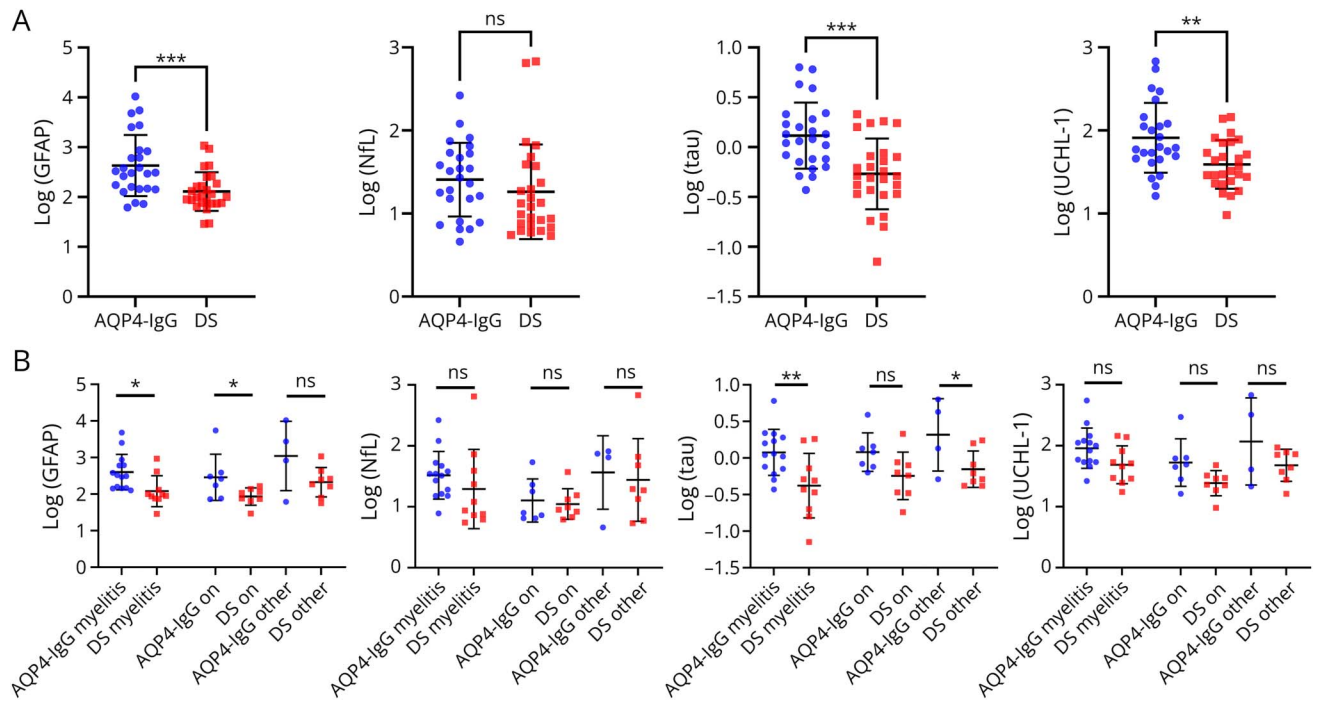 A
Log (GFAP)
5
4
3
2
1
0
***
AQP4-IgG
DS
Log (NfL)
3
2
1
0
ns
AQP4-IgG
DS
Log (tau)
1.0
0.5
0.0
–0.5
–1.0
–1.5
***
AQP4-IgG
DS
Log (UCHL-1)
3
2
1
0
**
AQP4-IgG
DS
B
Log (GFAP)
5
4
3
2
1
0
*
*
ns
AQP4-IgG myelitis
DS myelitis
AQP4-IgG on
DS on
AQP4-IgG other
DS other
Log (NfL)
3
2
1
0
ns
ns
ns
AQP4-IgG myelitis
DS myelitis
AQP4-IgG on
DS on
AQP4-IgG other
DS other
Log (tau)
1.0
0.5
0.0
–0.5
–1.0
–1.5
**
ns
*
AQP4-IgG myelitis
DS myelitis
AQP4-IgG on
DS on
AQP4-IgG other
DS other
Log (UCHL-1)
3
2
1
0
ns
ns
ns
AQP4-IgG myelitis
DS myelitis
AQP4-IgG on
DS on
AQP4-IgG other
DS other